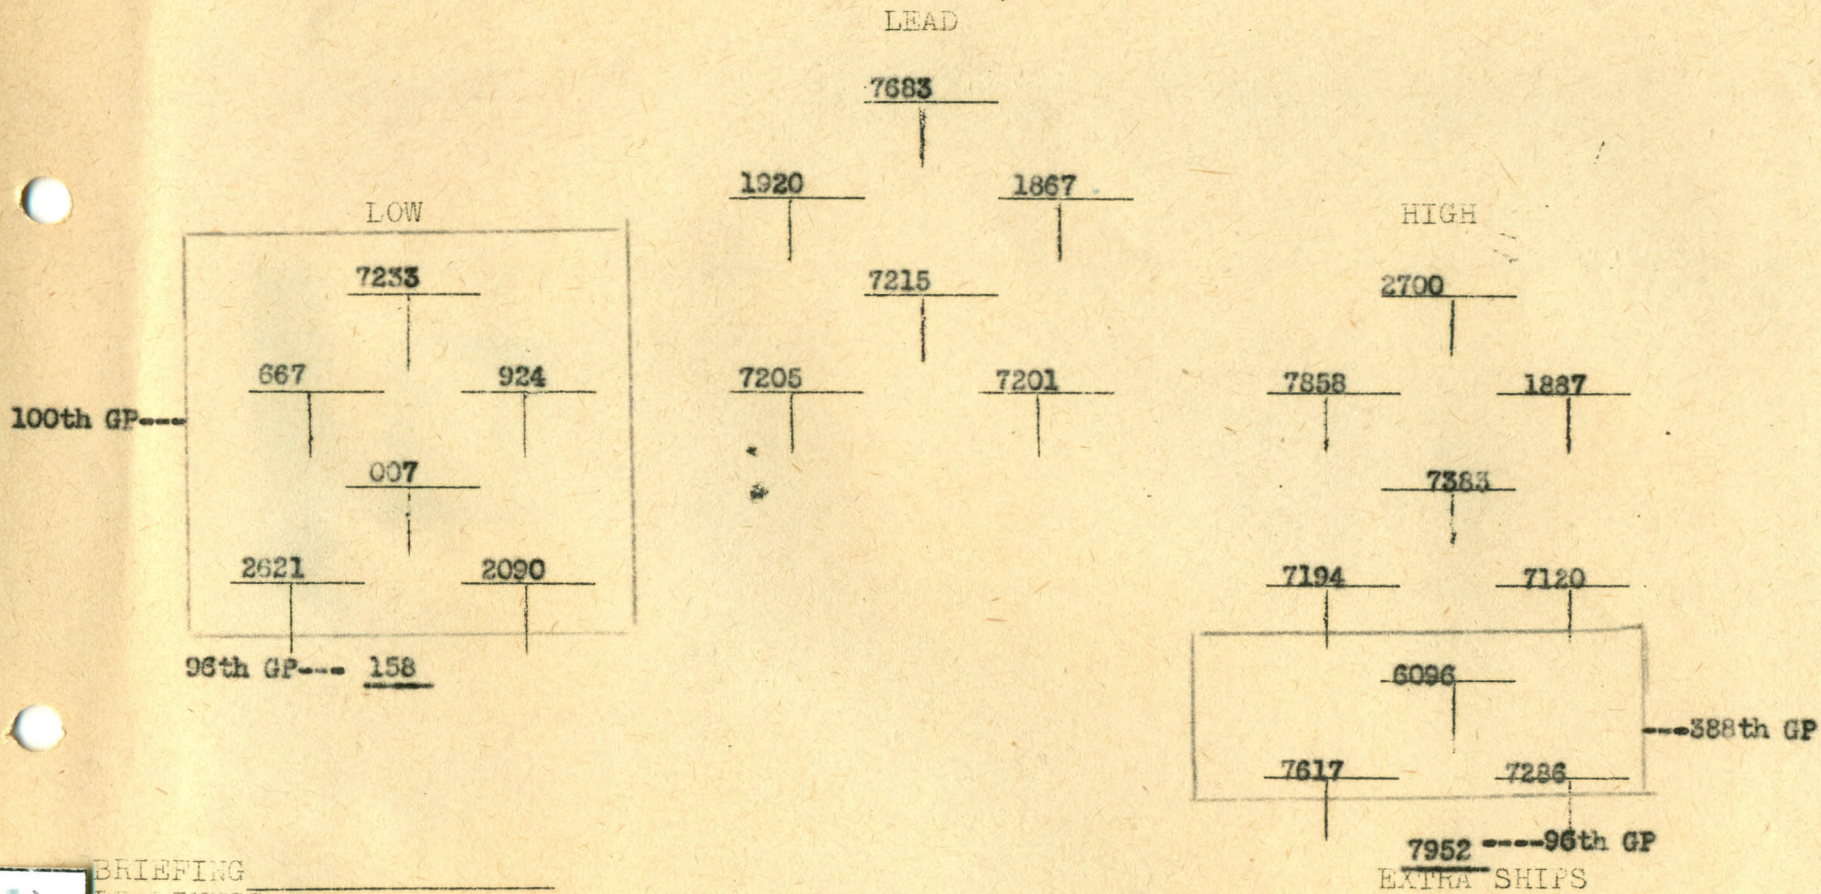 LEAD
7683
1920 1867
LOW HIGH
7233 7215 2700
667 924 7205 7201 7858 1887
100th GP---
007 7383
2621 2090 7194 7120
96th GP--- 158 6096
---388th GP
7617 7286
7952 ----96th GP
BRIEFING EXTRA SHIPS